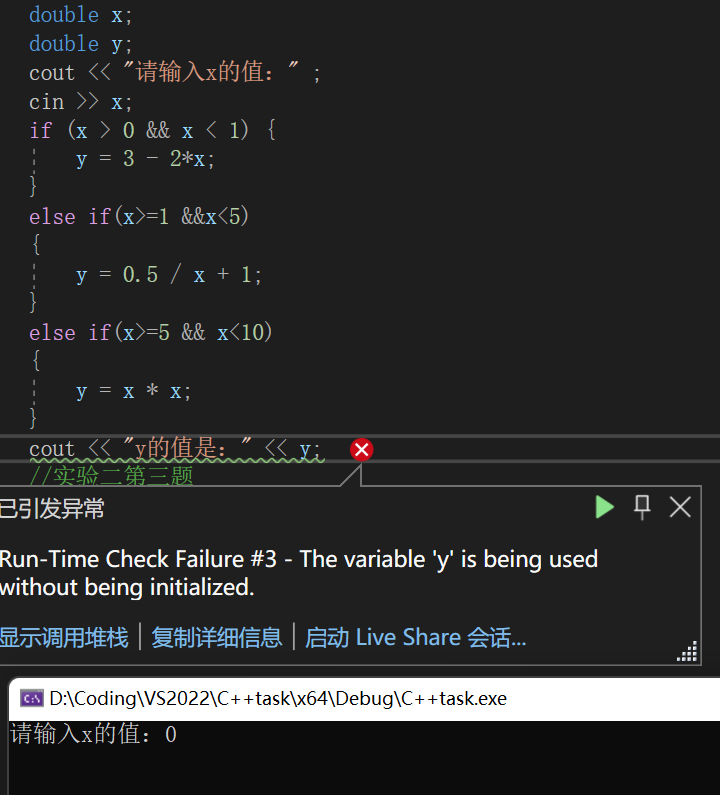 double x;
double y;
cout << "请输入x的值：" ;
cin >> x;
if (x > 0 && x < 1) {
y = 3 - 2*x;
}
else if(x>=1 &&x<5)
{
y = 0.5 / x + 1;
}
else if(x>=5 && x<10)
{
y = x * x;
}
cout << "y的值是：" << y;
//实验二第三题
已引发异常
Run-Time Check Failure #3 - The variable 'y' is being used
without being initialized.
显示调用堆栈 | 复制详细信息 | 启动 Live Share 会话...
D:\Coding\VS2022\C++task\x64\Debug\C++task.exe
请输入x的值：0